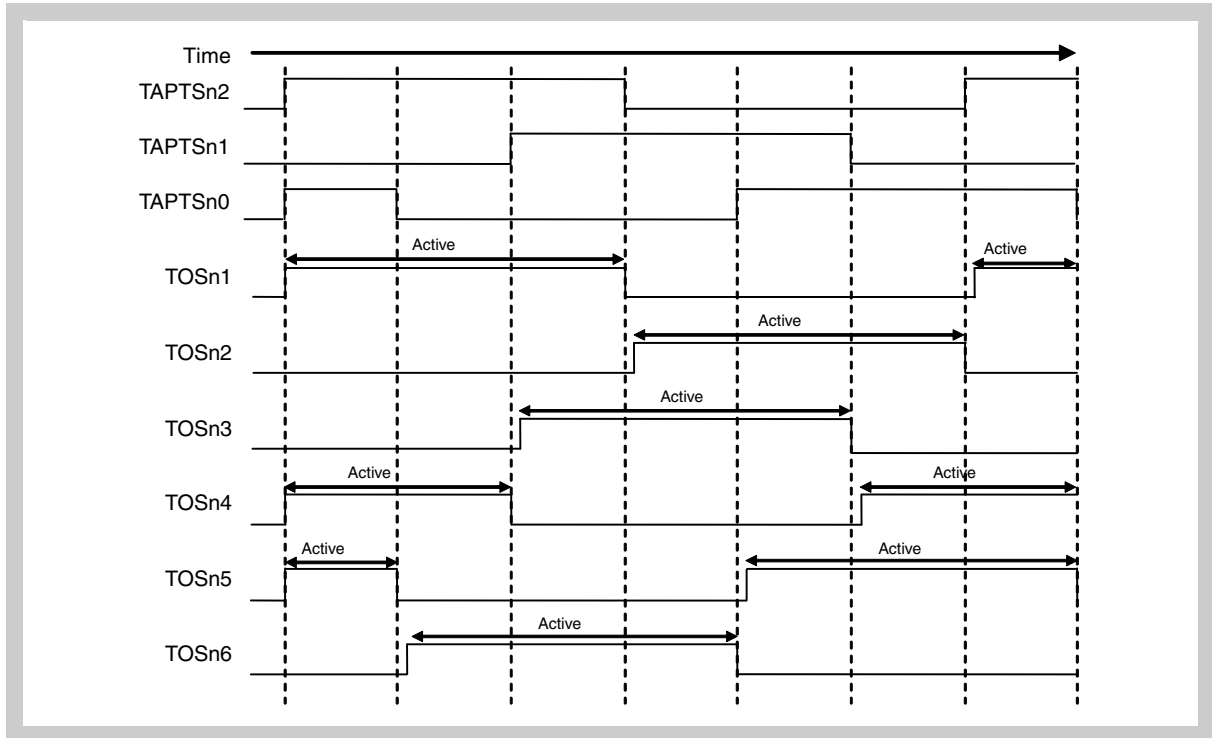 Time
TAPTSn2
TAPTSn1
TAPTSn0
Active
Active
TOSn1
Active
TOSn2
Active
TOSn3
Active
Active
TOSn4
Active
Active
TOSn5
Active
TOSn6